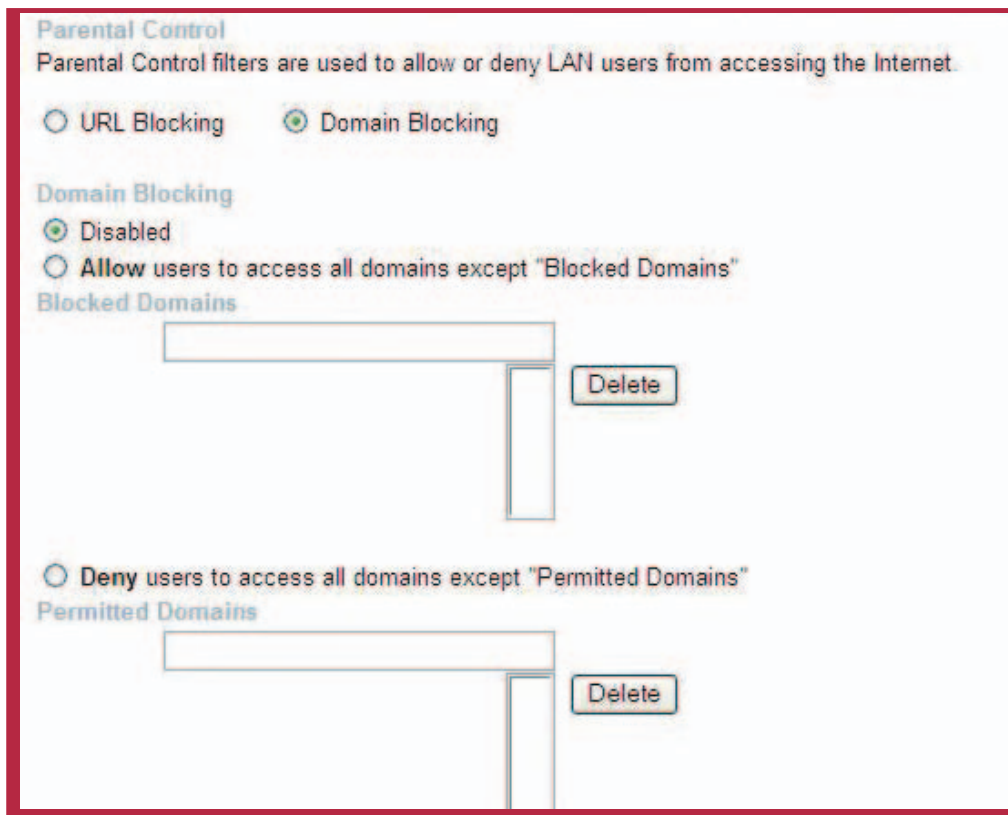 Parental Control
Parental Control filters are used to allow or deny LAN users from accessing the Internet.
URL Blocking Domain Blocking
Domain Blocking
Disabled
Allow users to access all domains except "Blocked Domains"
Blocked Domains
Delete
Deny users to access all domains except "Permitted Domains"
Permitted Domains
Delete